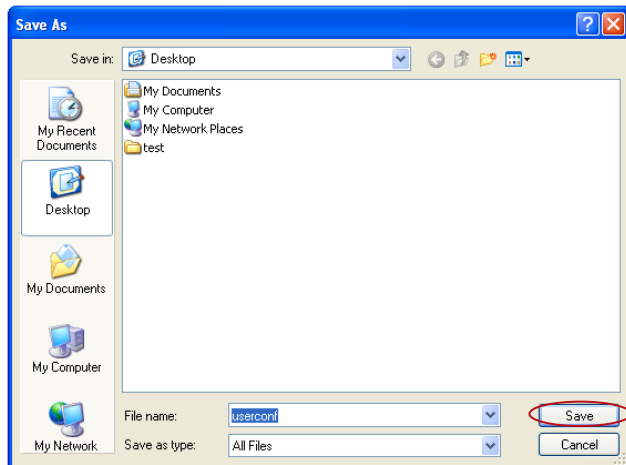 Save As
Save in:
Desktop
My Documents
My Computer
My Network Places
test
My Recent
Documents
Desktop
My Documents
My Computer
My Network
File name:
userconf
Save
Save as type:
All Files
Cancel